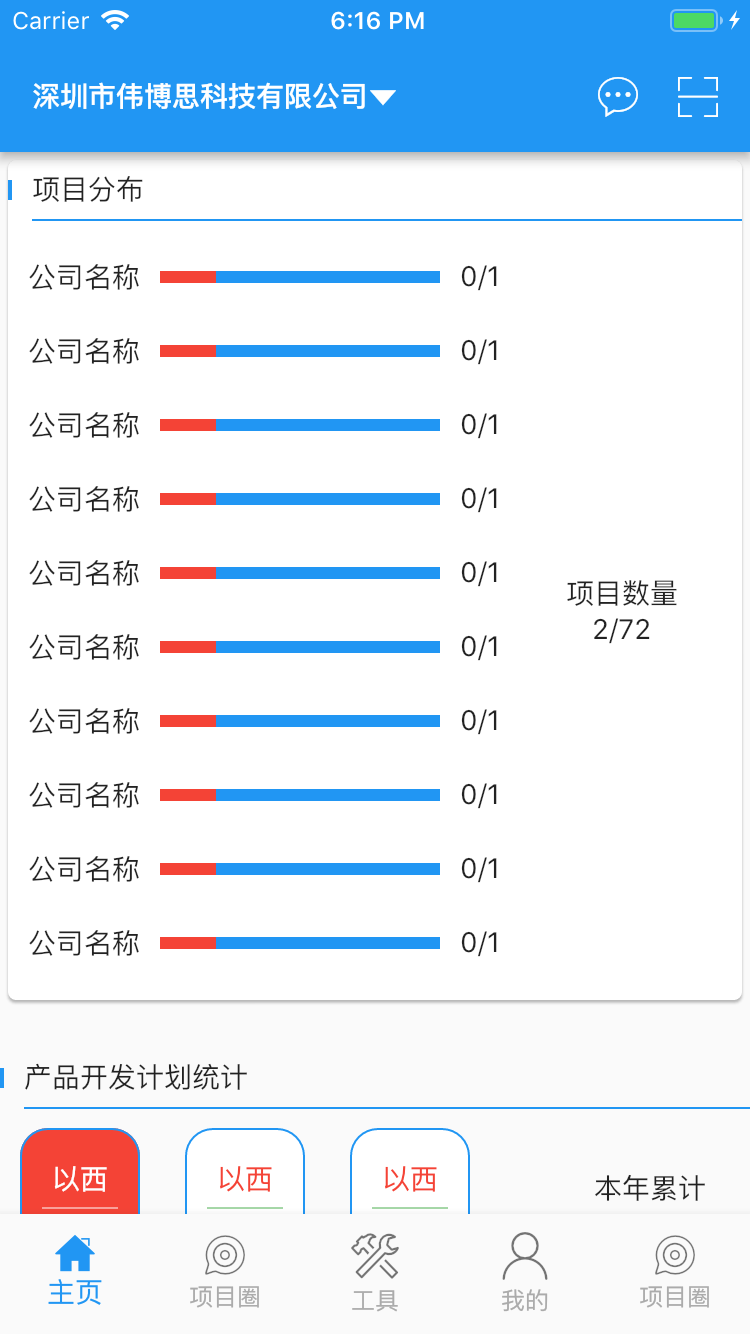 Carrier 6:16 PM
深圳市伟博思科技有限公司
项目分布
公司名称 0/1
公司名称 0/1
公司名称 0/1
公司名称 0/1
公司名称 0/1
公司名称 0/1
公司名称 0/1
公司名称 0/1
公司名称 0/1
公司名称 0/1
项目数量
2/72
产品开发计划统计
以西 以西 以西 本年累计
主页 项目圈 工具 我的 项目圈